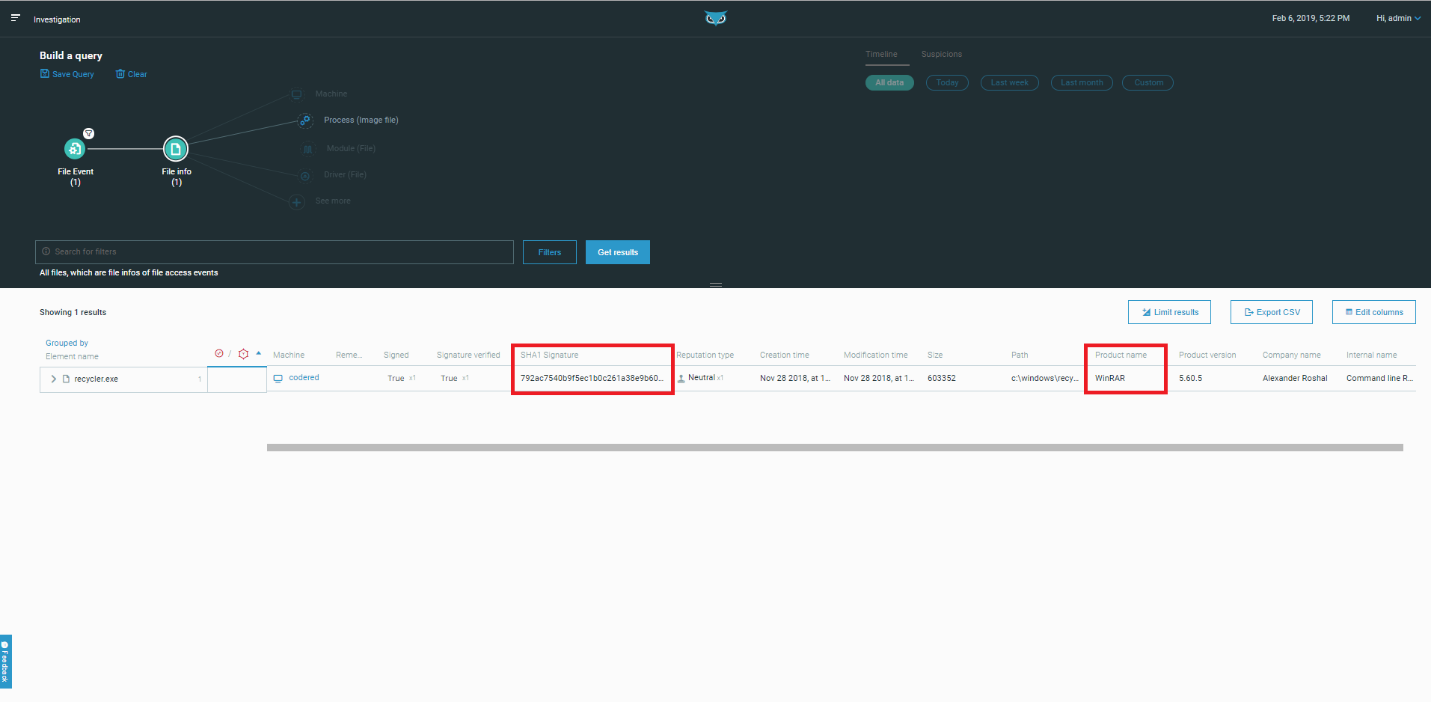 Investigation
Feb 6, 2019, 5:22 PM
Hi, admin
Build a query
Save Query
Clear
Timeline
Suspicions
All data
Today
Last week
Last month
Custom
Machine
Process (Image file)
Module (File)
Driver (File)
See more
File Event
(1)
File info
(1)
Search for filters
Filters
Get results
All files, which are file infos of file access events
Showing 1 results
Limit results
Export CSV
Edit columns
Grouped by
Element name
/
Machine
Reme...
Signed
Signature verified
SHA1 Signature
Reputation type
Creation time
Modification time
Size
Path
Product name
Product version
Company name
Internal name
recycler.exe
1
codered
True x1
True x1
792ac7540b9f5ec1b0c261a38e9b60...
Neutral x1
Nov 28 2018, at 1...
Nov 28 2018, at 1...
603352
c:\windows\recy...
WinRAR
5.60.5
Alexander Roshal
Command line R...
Feedback